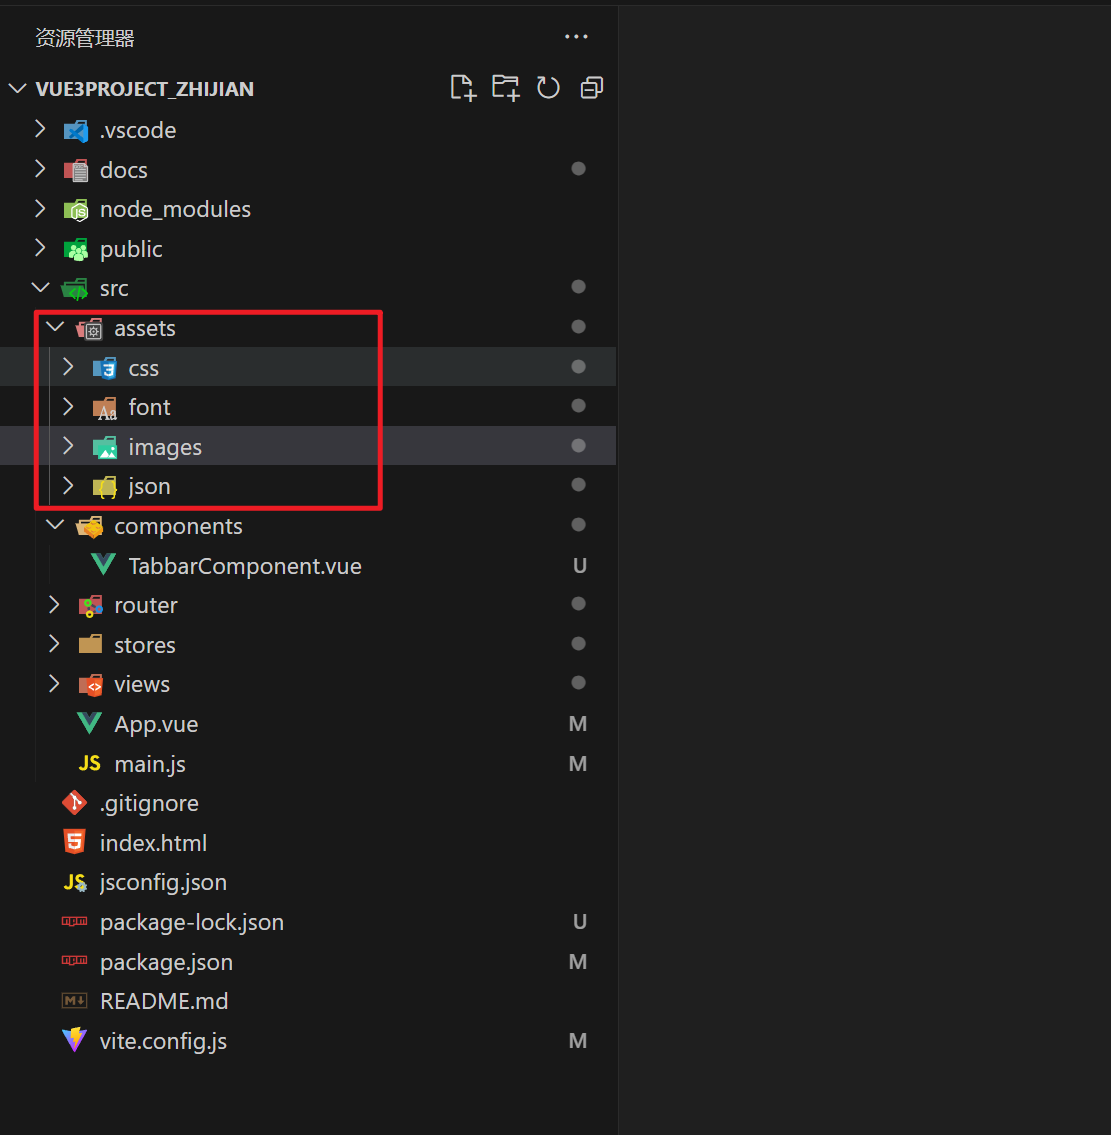 资源管理器
VUE3PROJECT_ZHIJIAN
.vscode
docs
node_modules
public
src
assets
css
font
images
json
components
TabbarComponent.vue U
router
stores
views
App.vue M
JS main.js M
.gitignore
index.html
JS jsconfig.json
package-lock.json U
package.json M
README.md
vite.config.js M